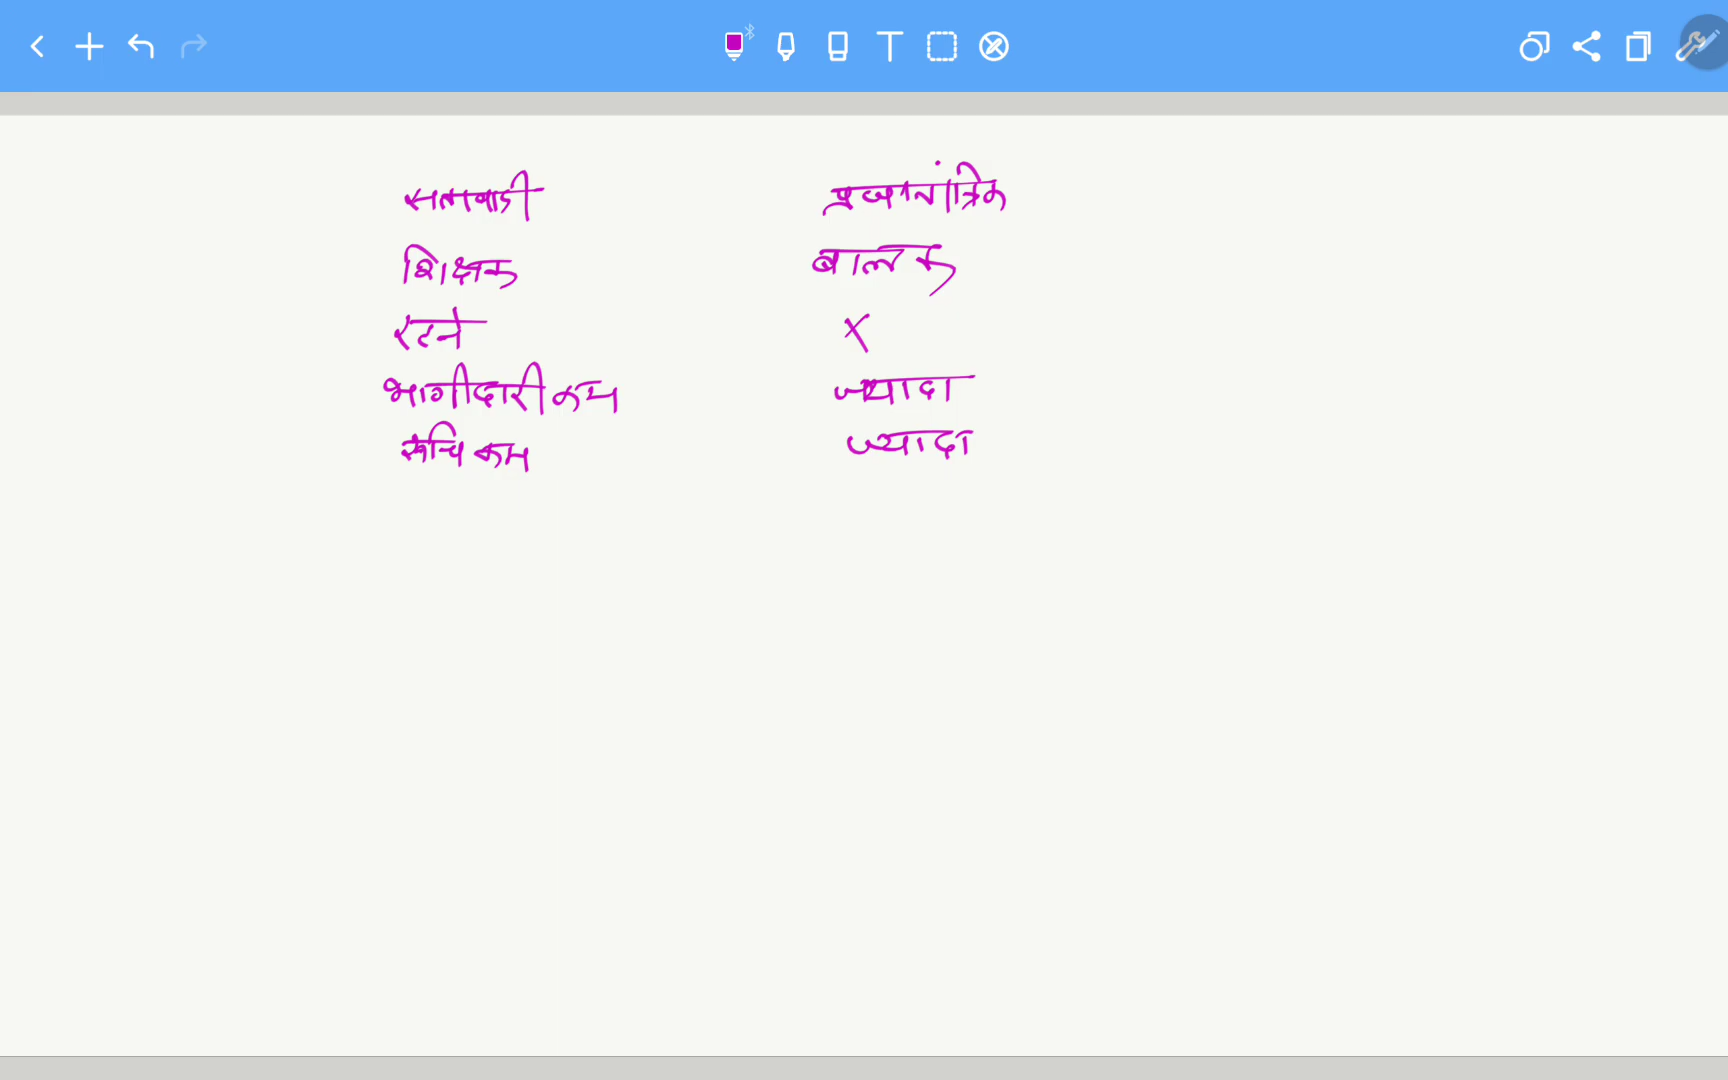 सतावादी प्रजातांत्रिक
शिक्षक बालक
रटने X
भागीदारी कम ज्यादा
रूचि कम ज्यादा